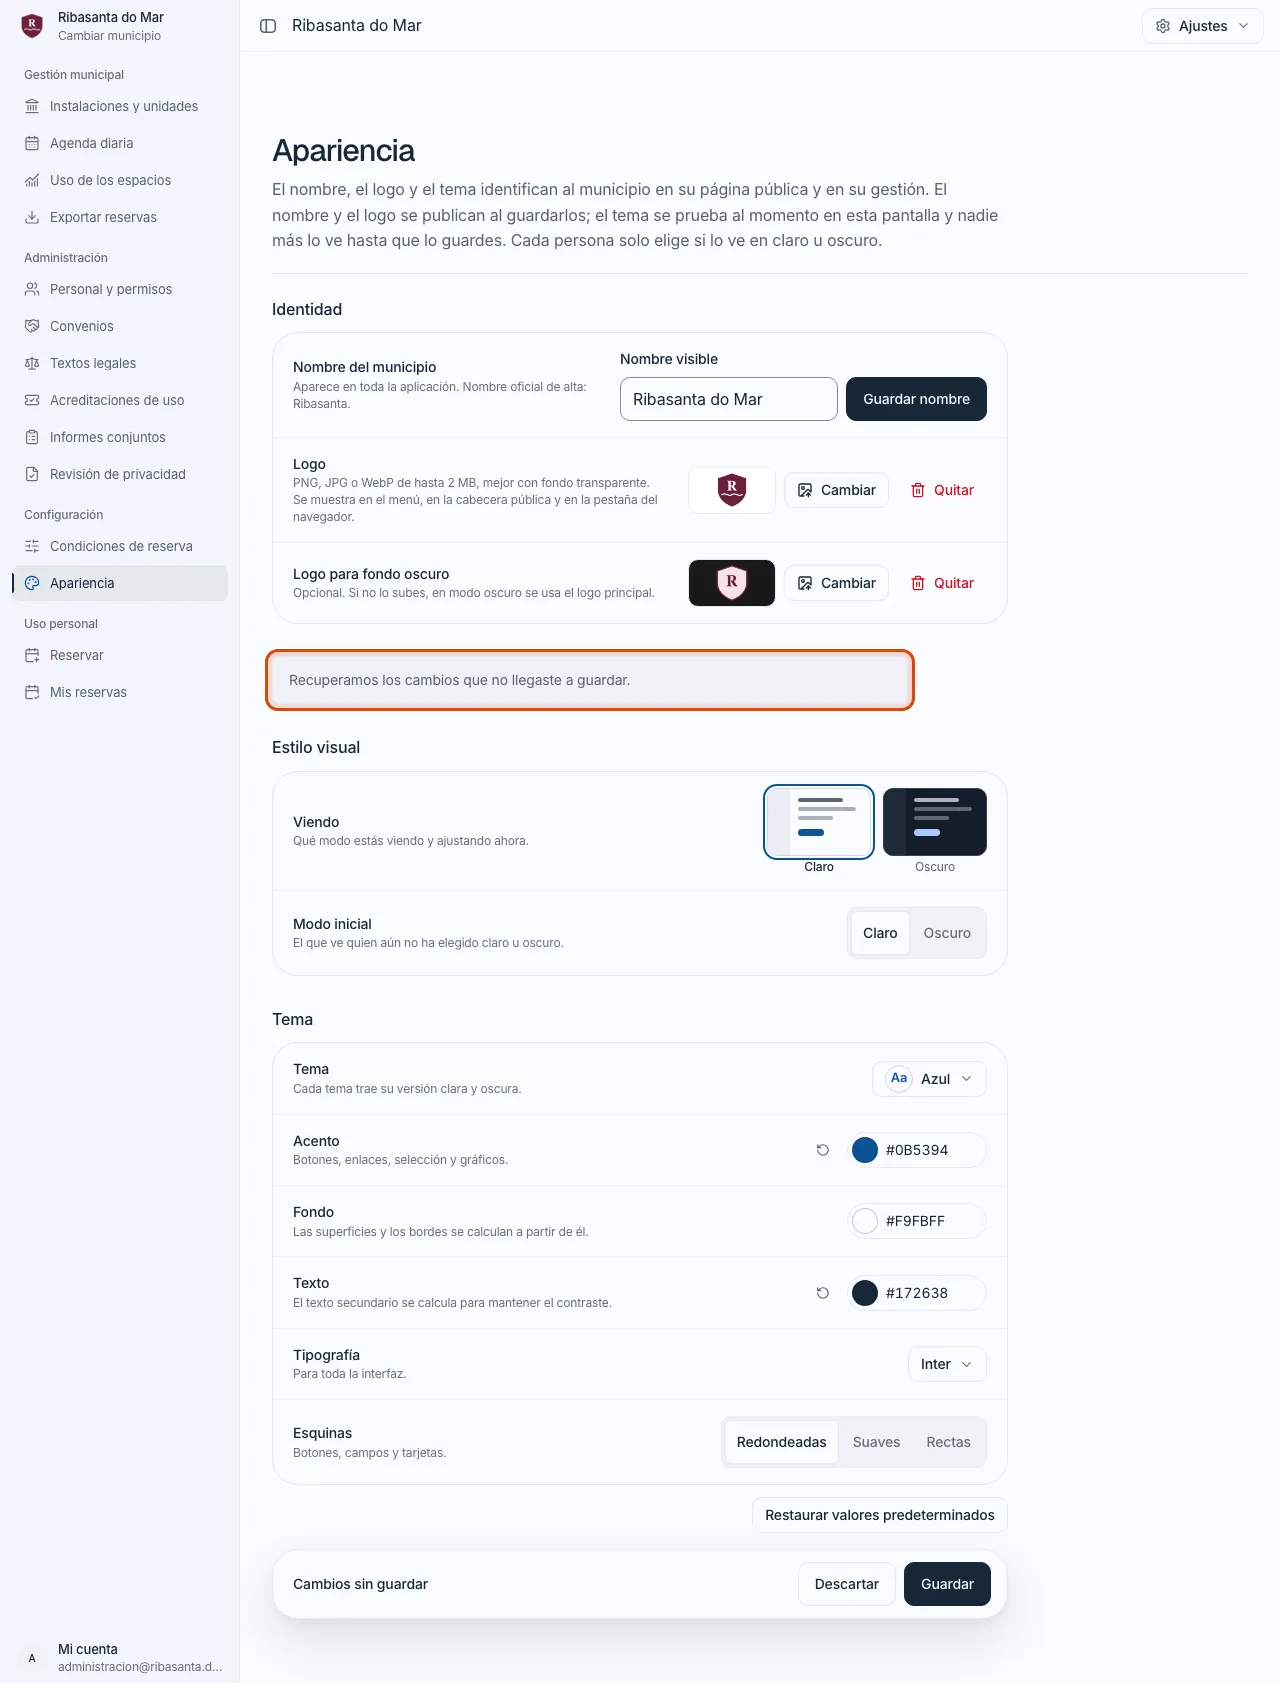 Ribasanta do Mar
Cambiar municipio
Ribasanta do Mar
Ajustes
Gestión municipal
Instalaciones y unidades
Agenda diaria
Uso de los espacios
Exportar reservas
Administración
Personal y permisos
Convenios
Textos legales
Acreditaciones de uso
Informes conjuntos
Revisión de privacidad
Configuración
Condiciones de reserva
Apariencia
Uso personal
Reservar
Mis reservas
A
Mi cuenta
administracion@ribasanta.d...
Apariencia
El nombre, el logo y el tema identifican al municipio en su página pública y en su gestión. El
nombre y el logo se publican al guardarlos; el tema se prueba al momento en esta pantalla y nadie
más lo ve hasta que lo guardes. Cada persona solo elige si lo ve en claro u oscuro.
Identidad
Nombre del municipio
Aparece en toda la aplicación. Nombre oficial de alta:
Ribasanta.
Nombre visible
Ribasanta do Mar
Guardar nombre
Logo
PNG, JPG o WebP de hasta 2 MB, mejor con fondo transparente.
Se muestra en el menú, en la cabecera pública y en la pestaña del
navegador.
R
Cambiar
Quitar
Logo para fondo oscuro
Opcional. Si no lo subes, en modo oscuro se usa el logo principal.
R
Cambiar
Quitar
Recuperamos los cambios que no llegaste a guardar.
Estilo visual
Viendo
Qué modo estás viendo y ajustando ahora.
Claro
Oscuro
Modo inicial
El que ve quien aún no ha elegido claro u oscuro.
Claro
Oscuro
Tema
Tema
Cada tema trae su versión clara y oscura.
Aa
Azul
Acento
Botones, enlaces, selección y gráficos.
#0B5394
Fondo
Las superficies y los bordes se calculan a partir de él.
#F9FBFF
Texto
El texto secundario se calcula para mantener el contraste.
#172638
Tipografía
Para toda la interfaz.
Inter
Esquinas
Botones, campos y tarjetas.
Redondeadas
Suaves
Rectas
Restaurar valores predeterminados
Cambios sin guardar
Descartar
Guardar